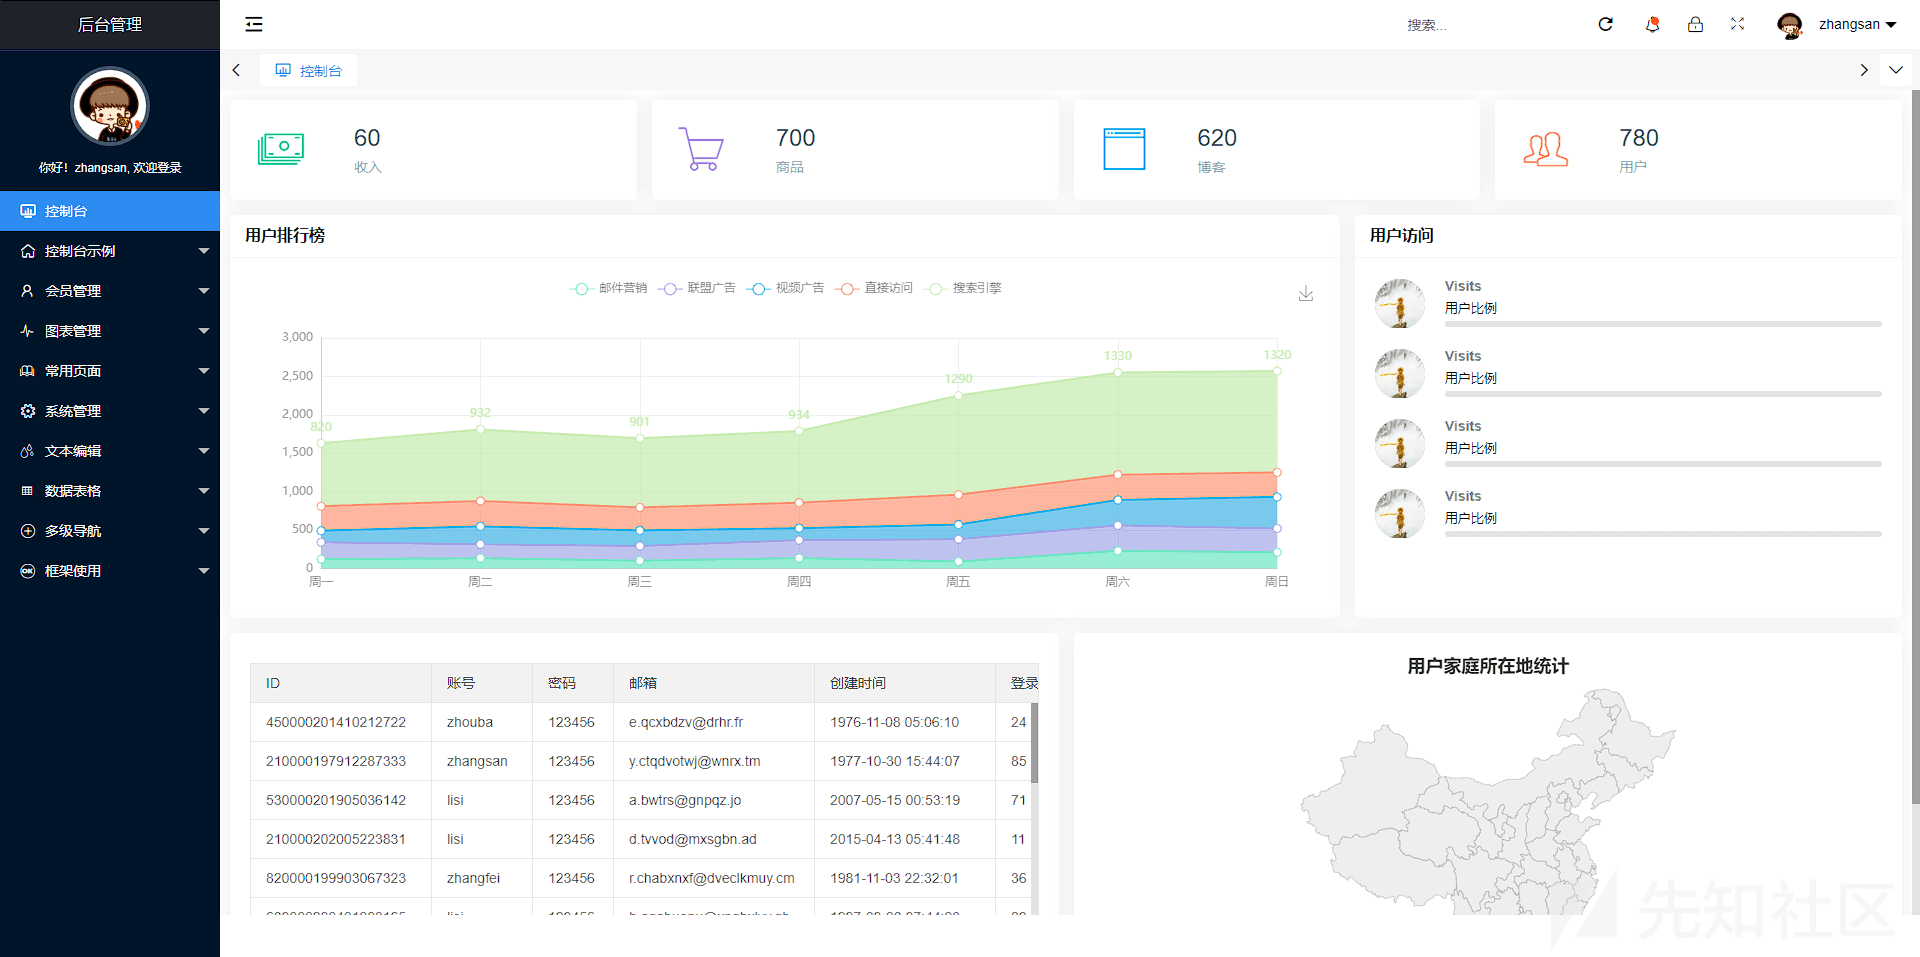 后台管理
搜索...
zhangsan
控制台
你好！zhangsan, 欢迎登录
控制台
控制台示例
会员管理
图表管理
常用页面
系统管理
文本编辑
数据表格
多级导航
框架使用
60
收入
700
商品
620
博客
780
用户
用户排行榜
邮件营销 联盟广告 视频广告 直接访问 搜索引擎
3,000
2,500
2,000
1,500
1,000
500
0
820 932 901 934 1290 1330 1320
周一 周二 周三 周四 周五 周六 周日
用户访问
Visits
用户比例
Visits
用户比例
Visits
用户比例
Visits
用户比例
ID 账号 密码 邮箱 创建时间 登录
450000201410212722 zhouba 123456 e.qcxbdzv@drhr.fr 1976-11-08 05:06:10 24
210000197912287333 zhangsan 123456 y.ctqdvotwj@wnrx.tm 1977-10-30 15:44:07 85
530000201905036142 lisi 123456 a.bwtrs@gnpqz.jo 2007-05-15 00:53:19 71
210000202005223831 lisi 123456 d.tvvod@mxsgbn.ad 2015-04-13 05:41:48 11
820000199903067323 zhangfei 123456 r.chabxnxf@dveclkmuy.cm 1981-11-03 22:32:01 36
用户家庭所在地统计
先知社区